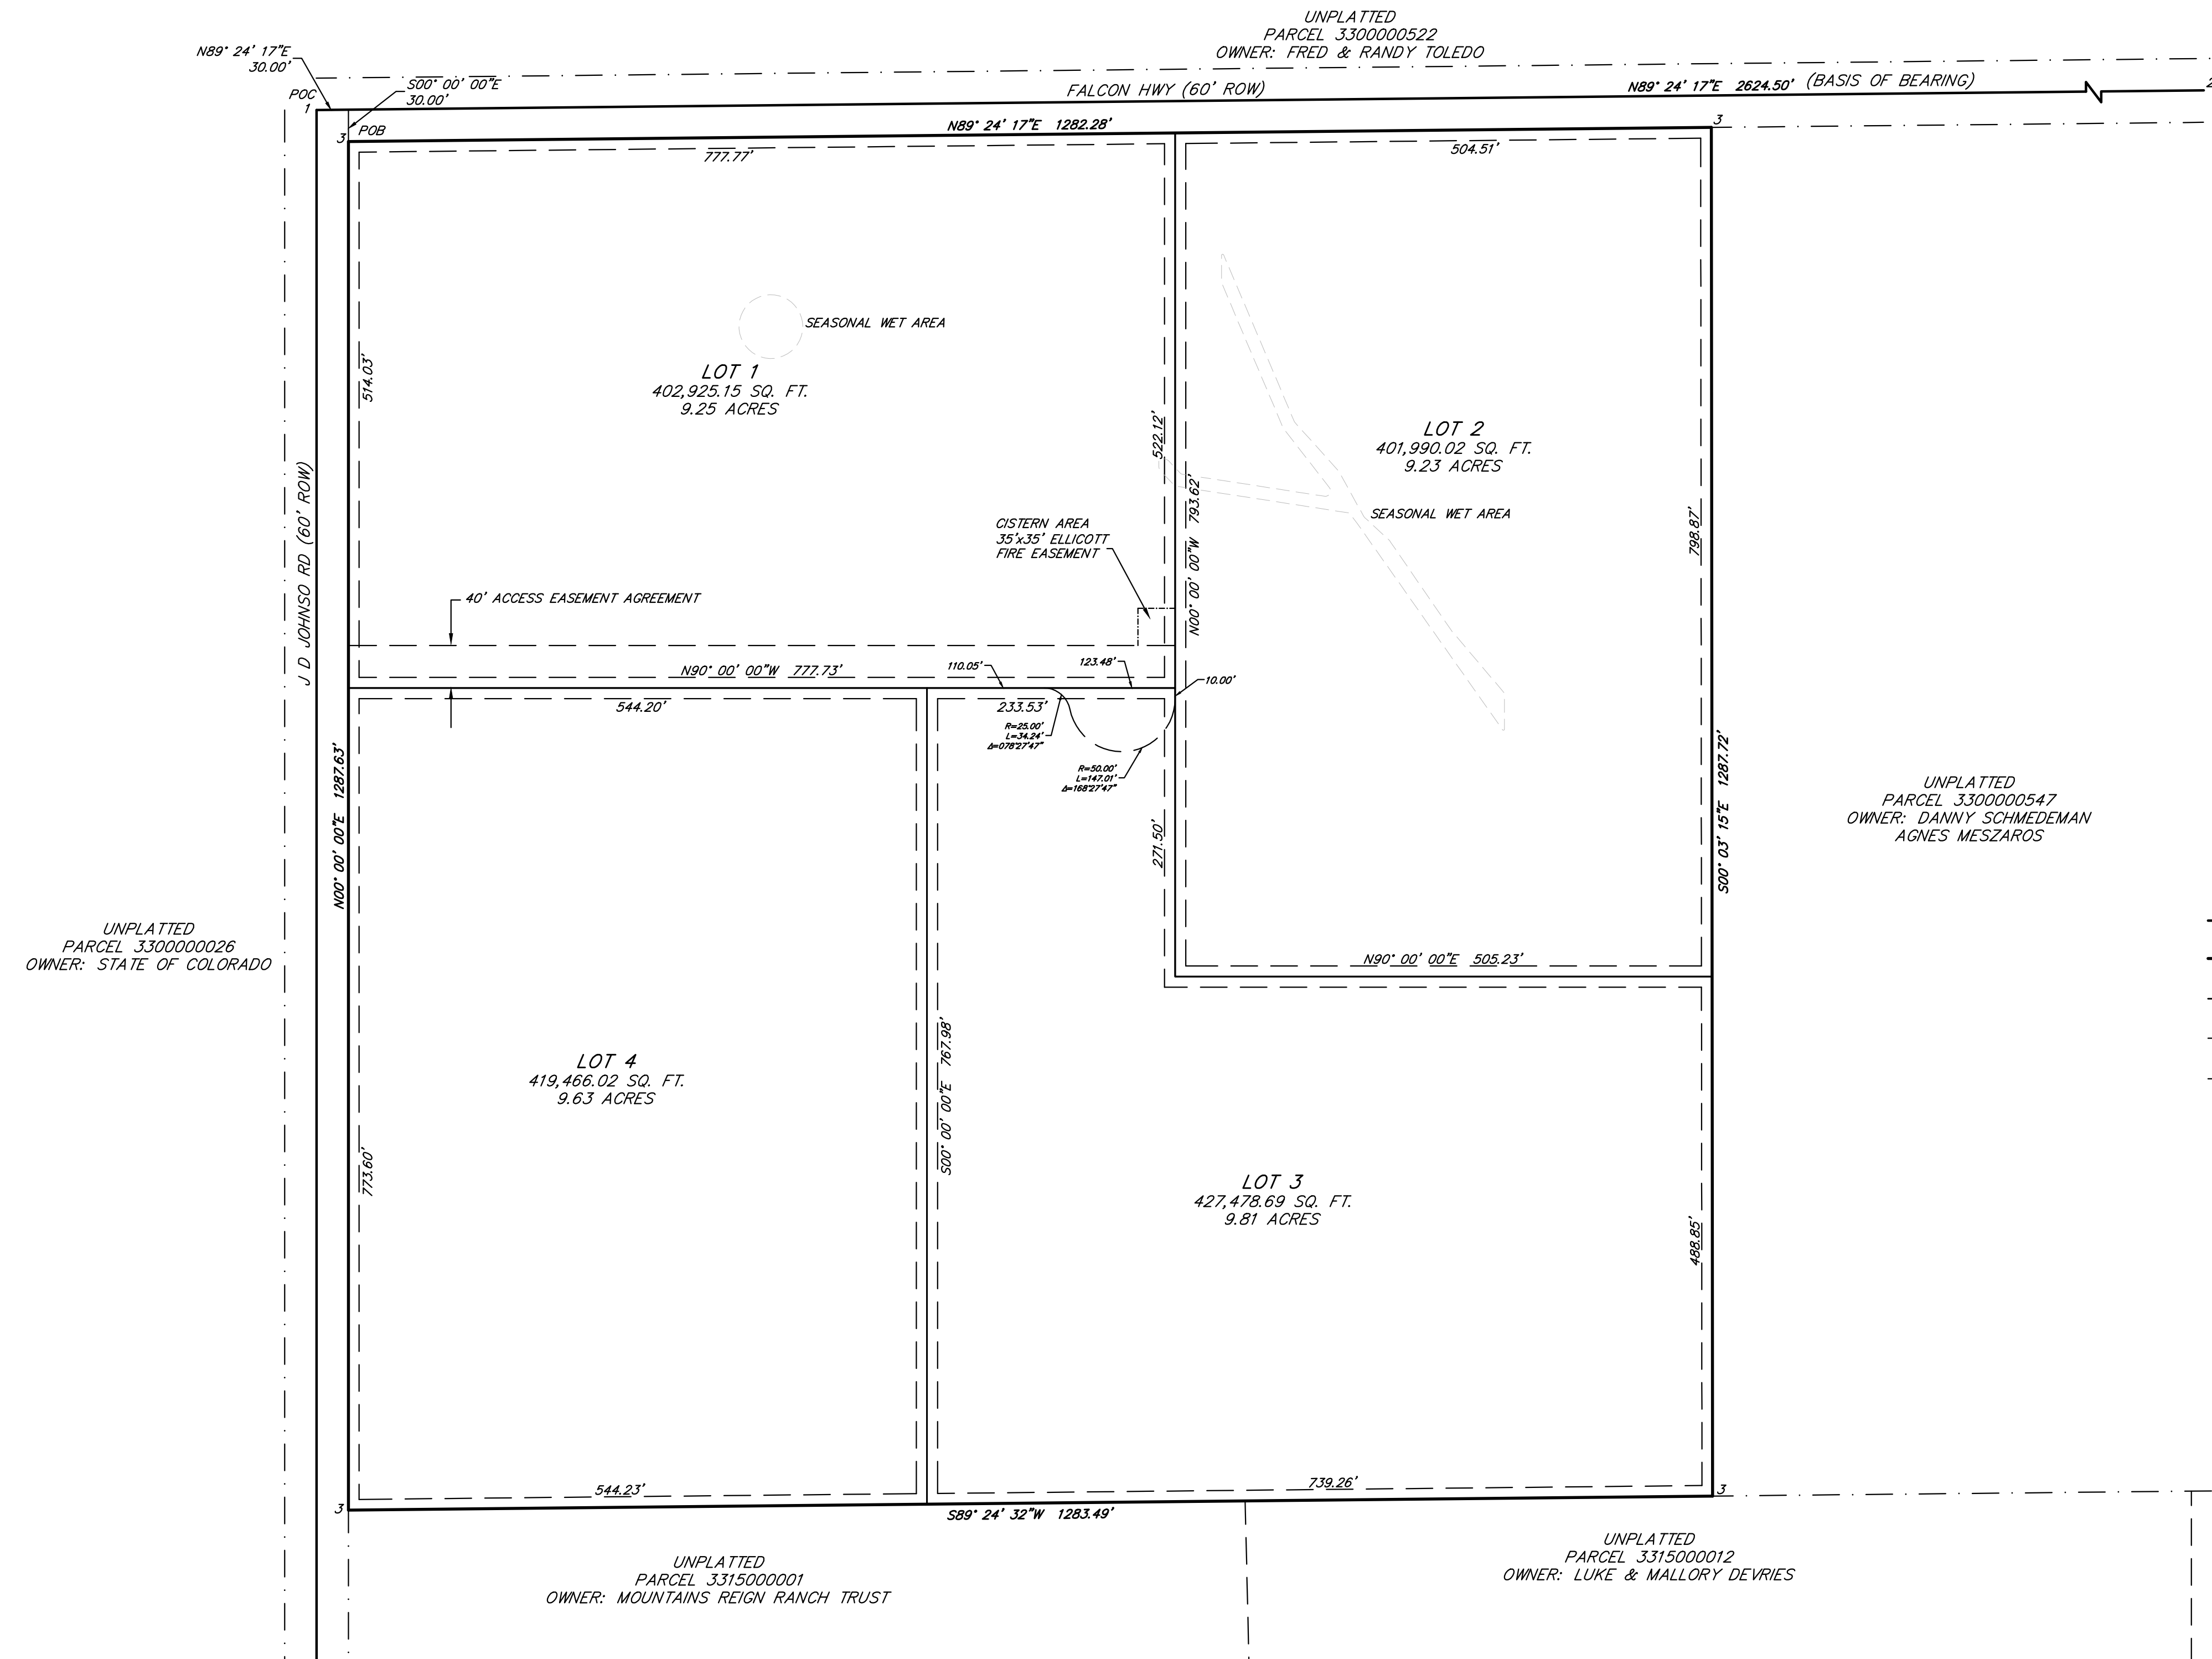 UNPLATTED
PARCEL 3300000522
OWNER: FRED & RANDY TOLEDO
N89° 24' 17"E
30.00'
POC
1
S00° 00' 00"E
30.00'
FALCON HWY (60' ROW)
N89° 24' 17"E 2624.50' (BASIS OF BEARING)
2
3
POB
N89° 24' 17"E 1282.28'
3
777.77'
504.51'
SEASONAL WET AREA
LOT 1
402,925.15 SQ. FT.
9.25 ACRES
514.03'
522.12'
LOT 2
401,990.02 SQ. FT.
9.23 ACRES
SEASONAL WET AREA
N00° 00' 00"W 793.62'
798.87'
J D JOHNSO RD (60' ROW)
CISTERN AREA
35'x35' ELLICOTT
FIRE EASEMENT
40' ACCESS EASEMENT AGREEMENT
N90° 00' 00"W 777.73'
110.05'
123.48'
10.00'
544.20'
233.53'
R=25.00'
L=34.24'
Δ=078°27'47"
R=50.00'
L=147.01'
Δ=168°27'47"
N00° 00' 00"E 1287.63'
271.50'
S00° 03' 15"E 1287.72'
UNPLATTED
PARCEL 3300000547
OWNER: DANNY SCHMEDEMAN
AGNES MESZAROS
UNPLATTED
PARCEL 3300000026
OWNER: STATE OF COLORADO
N90° 00' 00"E 505.23'
S00° 00' 00"E 767.98'
LOT 4
419,466.02 SQ. FT.
9.63 ACRES
773.60'
LOT 3
427,478.69 SQ. FT.
9.81 ACRES
488.85'
544.23'
739.26'
3
S89° 24' 32"W 1283.49'
3
UNPLATTED
PARCEL 3315000001
OWNER: MOUNTAINS REIGN RANCH TRUST
UNPLATTED
PARCEL 3315000012
OWNER: LUKE & MALLORY DEVRIES